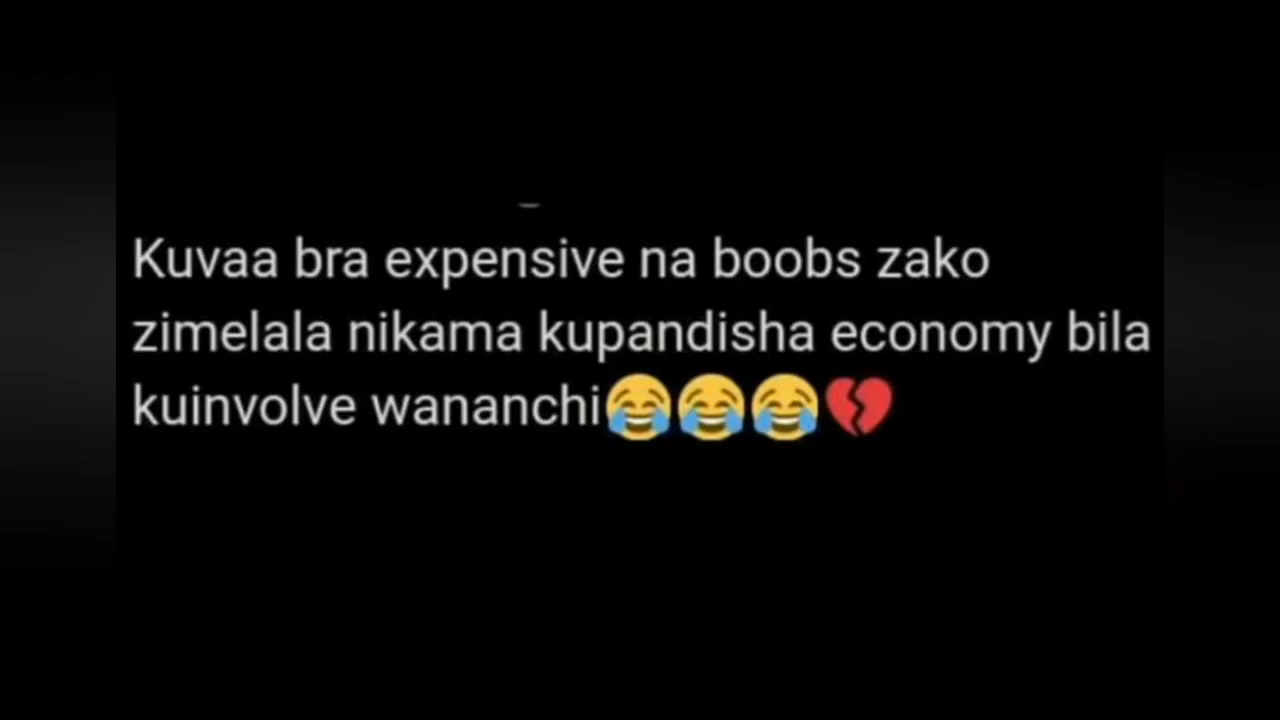 Kuvaa bra expensive na boobs zako
zimelala nikama kupandisha economy bila
kuinvolve wananchi😂😂😂💔